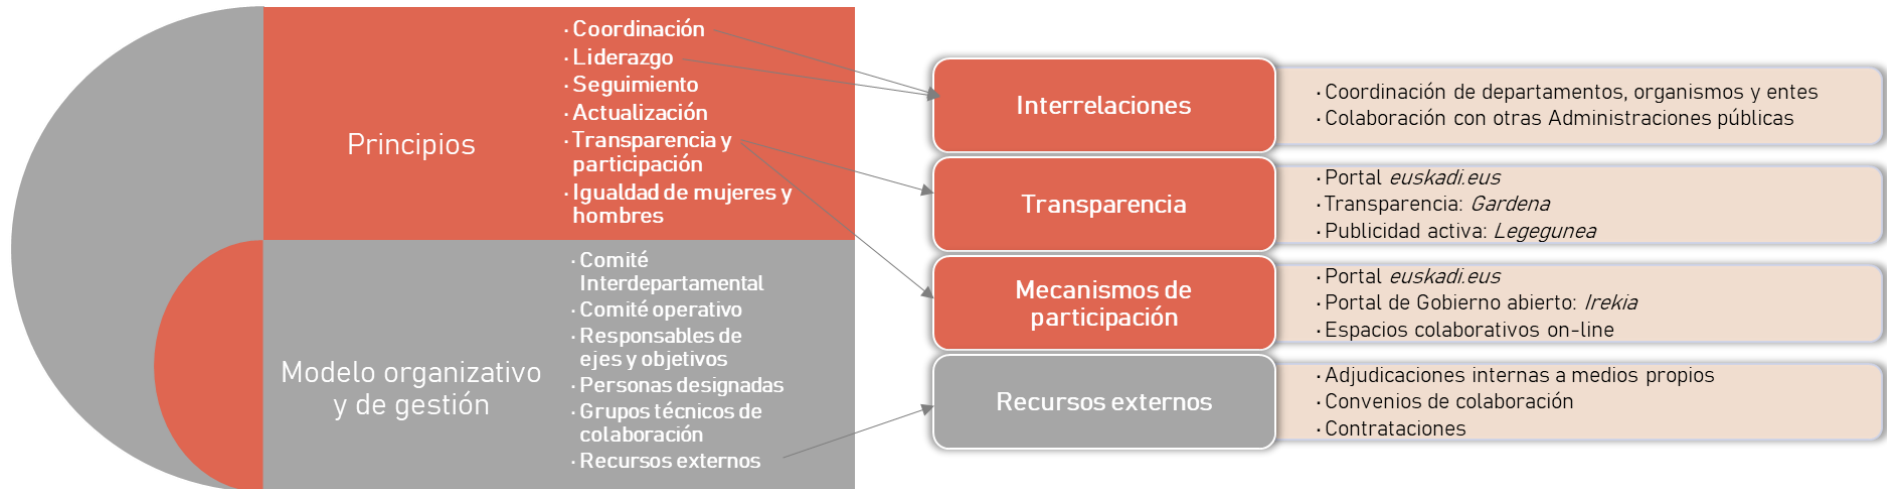 Principios
· Coordinación
· Liderazgo
· Seguimiento
· Actualización
· Transparencia y
participación
· Igualdad de mujeres y
hombres
Modelo organizativo
y de gestión
· Comité
Interdepartamental
· Comité operativo
· Responsables de
ejes y objetivos
· Personas designadas
· Grupos técnicos de
colaboración
· Recursos externos
Interrelaciones
· Coordinación de departamentos, organismos y entes
· Colaboración con otras Administraciones públicas
Transparencia
· Portal euskadi.eus
· Transparencia: Gardena
· Publicidad activa: Legegunea
Mecanismos de
participación
· Portal euskadi.eus
· Portal de Gobierno abierto: Irekia
· Espacios colaborativos on-line
Recursos externos
· Adjudicaciones internas a medios propios
· Convenios de colaboración
· Contrataciones